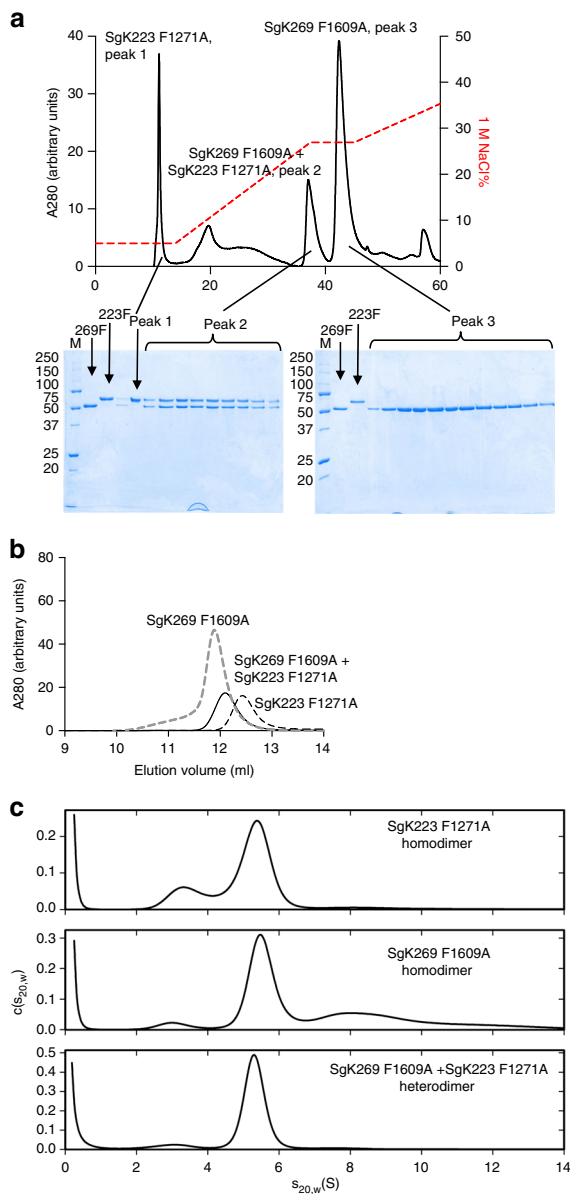 a
SgK223 F1271A,
peak 1
SgK269 F1609A, peak 3
SgK269 F1609A +
SgK223 F1271A, peak 2
A280 (arbitrary units)
40
30
20
10
0
1 M NaCl%
50
40
30
20
10
0
0 20 40 60
269F
223F
M
Peak 1
Peak 2
250
150
100
75
50
37
25
20
269F
223F
M
Peak 3
250
150
100
75
50
37
25
20
b
A280 (arbitrary units)
80
60
40
20
0
SgK269 F1609A
SgK269 F1609A +
SgK223 F1271A
SgK223 F1271A
9 10 11 12 13 14
Elution volume (ml)
c
c(s20,w)
0.2
0.1
0.0
SgK223 F1271A
homodimer
0.3
0.2
0.1
0.0
SgK269 F1609A
homodimer
0.5
0.4
0.3
0.2
0.1
0.0
SgK269 F1609A +SgK223 F1271A
heterodimer
0 2 4 6 8 10 12 14
s20,w(S)